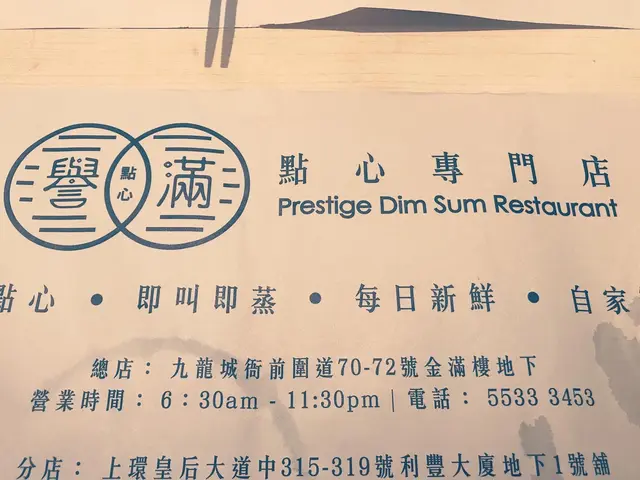 譽 點心 滿
點心專門店
Prestige Dim Sum Restaurant
點心 • 即叫即蒸 • 每日新鮮 • 自家
總店： 九龍城衙前圍道70-72號金滿樓地下
營業時間： 6：30am - 11:30pm | 電話： 5533 3453
分店： 上環皇后大道中315-319號利豐大廈地下1號舖